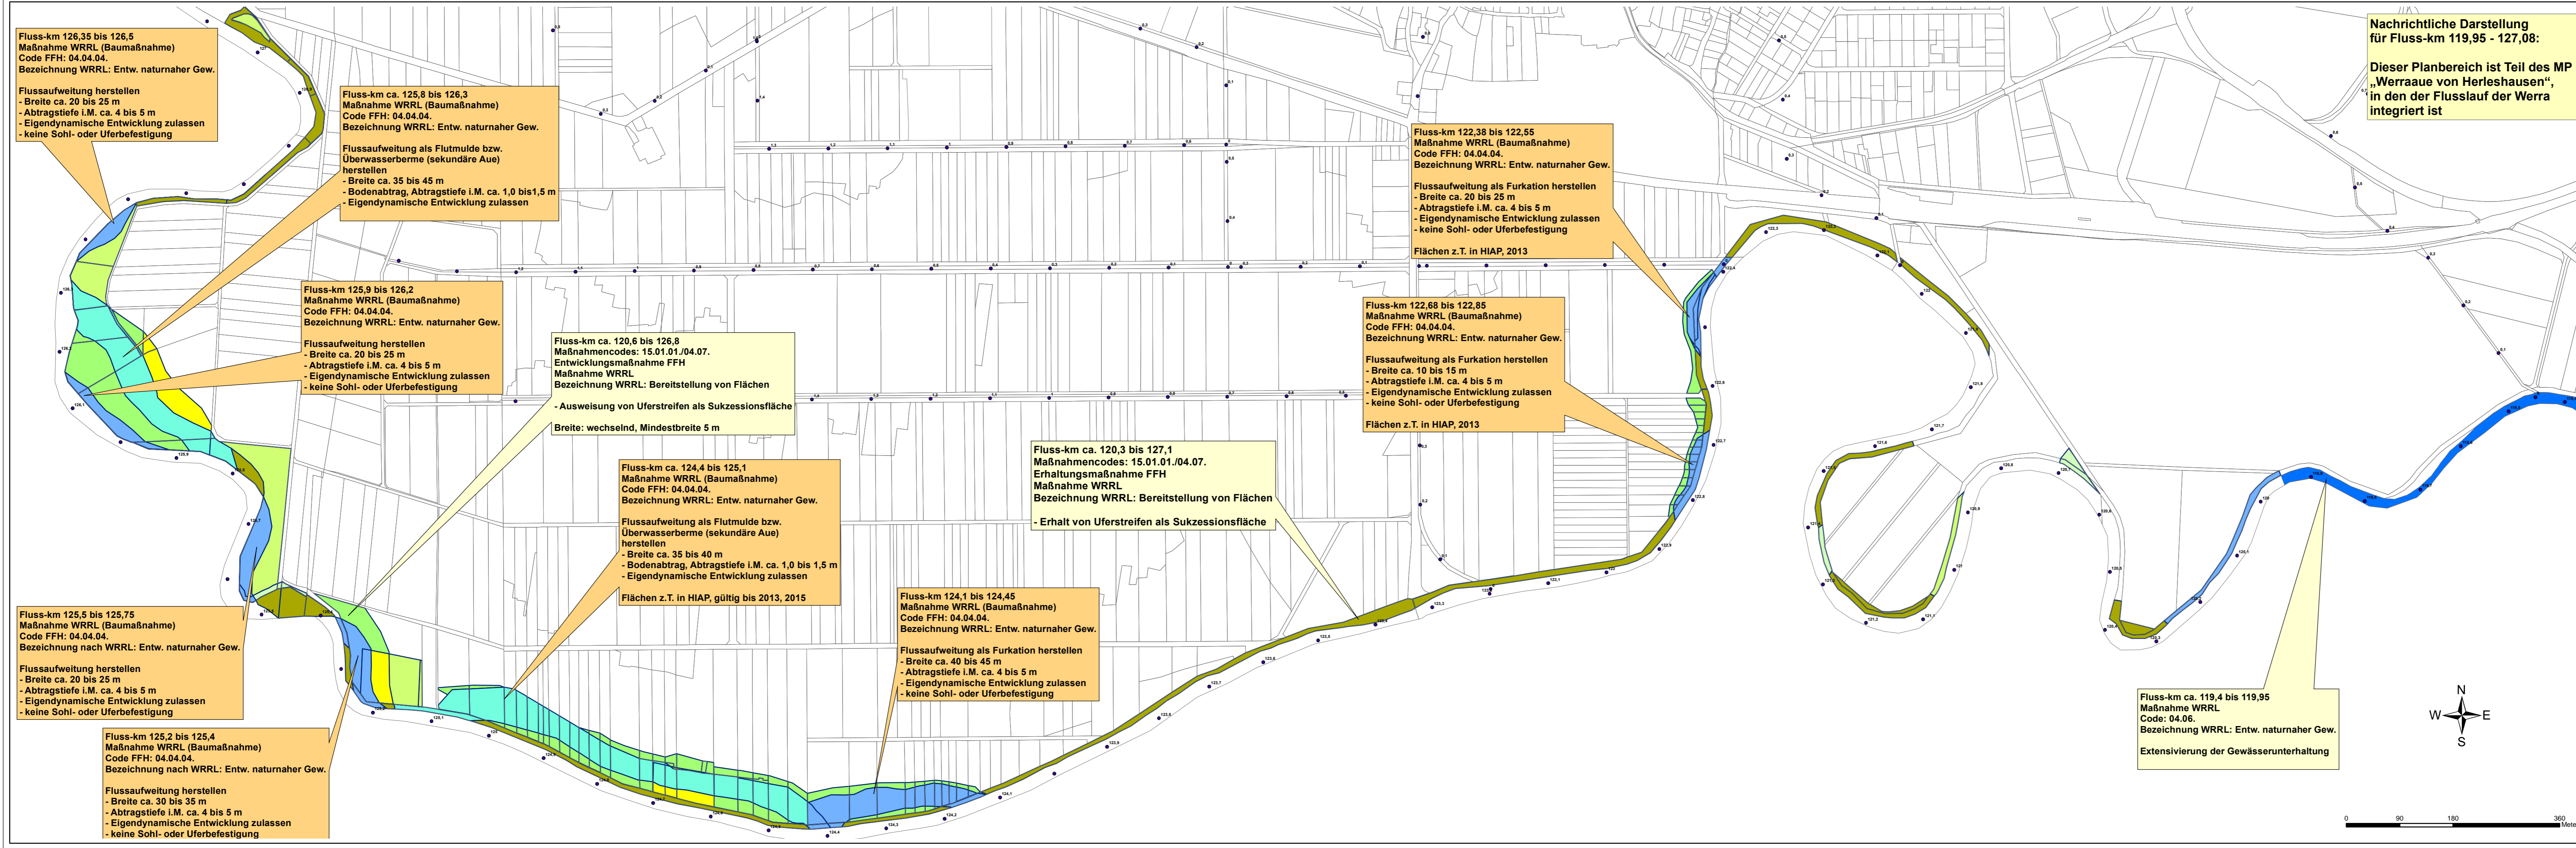 Fluss-km 126,35 bis 126,5
Maßnahme WRRL (Baumaßnahme)
Code FFH: 04.04.04.
Bezeichnung WRRL: Entw. naturnaher Gew.
Flussaufweitung herstellen
- Breite ca. 20 bis 25 m
- Abtragstiefe i.M. ca. 4 bis 5 m
- Eigendynamische Entwicklung zulassen
- keine Sohl- oder Uferbefestigung
Fluss-km ca. 125,8 bis 126,3
Maßnahme WRRL (Baumaßnahme)
Code FFH: 04.04.04.
Bezeichnung WRRL: Entw. naturnaher Gew.
Flussaufweitung als Flutmulde bzw.
Überwasserberme (sekundäre Aue)
herstellen
- Breite ca. 35 bis 45 m
- Bodenabtrag, Abtragstiefe i.M. ca. 1,0 bis1,5 m
- Eigendynamische Entwicklung zulassen
Fluss-km 125,9 bis 126,2
Maßnahme WRRL (Baumaßnahme)
Code FFH: 04.04.04.
Bezeichnung WRRL: Entw. naturnaher Gew.
Flussaufweitung herstellen
- Breite ca. 20 bis 25 m
- Abtragstiefe i.M. ca. 4 bis 5 m
- Eigendynamische Entwicklung zulassen
- keine Sohl- oder Uferbefestigung
Fluss-km ca. 120,6 bis 126,8
Maßnahmencodes: 15.01.01./04.07.
Entwicklungsmaßnahme FFH
Maßnahme WRRL
Bezeichnung WRRL: Bereitstellung von Flächen
- Ausweisung von Uferstreifen als Sukzessionsfläche
Breite: wechselnd, Mindestbreite 5 m
Fluss-km ca. 124,4 bis 125,1
Maßnahme WRRL (Baumaßnahme)
Code FFH: 04.04.04.
Bezeichnung WRRL: Entw. naturnaher Gew.
Flussaufweitung als Flutmulde bzw.
Überwasserberme (sekundäre Aue)
herstellen
- Breite ca. 35 bis 40 m
- Bodenabtrag, Abtragstiefe i.M. ca. 1,0 bis 1,5 m
- Eigendynamische Entwicklung zulassen
Flächen z.T. in HIAP, gültig bis 2013, 2015
Fluss-km 124,1 bis 124,45
Maßnahme WRRL (Baumaßnahme)
Code FFH: 04.04.04.
Bezeichnung WRRL: Entw. naturnaher Gew.
Flussaufweitung als Furkation herstellen
- Breite ca. 40 bis 45 m
- Abtragstiefe i.M. ca. 4 bis 5 m
- Eigendynamische Entwicklung zulassen
- keine Sohl- oder Uferbefestigung
Fluss-km 125,5 bis 125,75
Maßnahme WRRL (Baumaßnahme)
Code FFH: 04.04.04.
Bezeichnung nach WRRL: Entw. naturnaher Gew.
Flussaufweitung herstellen
- Breite ca. 20 bis 25 m
- Abtragstiefe i.M. ca. 4 bis 5 m
- Eigendynamische Entwicklung zulassen
- keine Sohl- oder Uferbefestigung
Fluss-km 125,2 bis 125,4
Maßnahme WRRL (Baumaßnahme)
Code FFH: 04.04.04.
Bezeichnung nach WRRL: Entw. naturnaher Gew.
Flussaufweitung herstellen
- Breite ca. 30 bis 35 m
- Abtragstiefe i.M. ca. 4 bis 5 m
- Eigendynamische Entwicklung zulassen
- keine Sohl- oder Uferbefestigung
Fluss-km ca. 120,3 bis 127,1
Maßnahmencodes: 15.01.01./04.07.
Erhaltungsmaßnahme FFH
Maßnahme WRRL
Bezeichnung WRRL: Bereitstellung von Flächen
- Erhalt von Uferstreifen als Sukzessionsfläche
Fluss-km 122,38 bis 122,55
Maßnahme WRRL (Baumaßnahme)
Code FFH: 04.04.04.
Bezeichnung WRRL: Entw. naturnaher Gew.
Flussaufweitung als Furkation herstellen
- Breite ca. 20 bis 25 m
- Abtragstiefe i.M. ca. 4 bis 5 m
- Eigendynamische Entwicklung zulassen
- keine Sohl- oder Uferbefestigung
Flächen z.T. in HIAP, 2013
Fluss-km 122,68 bis 122,85
Maßnahme WRRL (Baumaßnahme)
Code FFH: 04.04.04.
Bezeichnung WRRL: Entw. naturnaher Gew.
Flussaufweitung als Furkation herstellen
- Breite ca. 10 bis 15 m
- Abtragstiefe i.M. ca. 4 bis 5 m
- Eigendynamische Entwicklung zulassen
- keine Sohl- oder Uferbefestigung
Flächen z.T. in HIAP, 2013
Nachrichtliche Darstellung
für Fluss-km 119,95 - 127,08:
Dieser Planbereich ist Teil des MP
„Werraaue von Herleshausen“,
in den der Flusslauf der Werra
integriert ist
Fluss-km ca. 119,4 bis 119,95
Maßnahme WRRL
Code: 04.06.
Bezeichnung WRRL: Entw. naturnaher Gew.
Extensivierung der Gewässerunterhaltung
N
W E
S
0 90 180 360